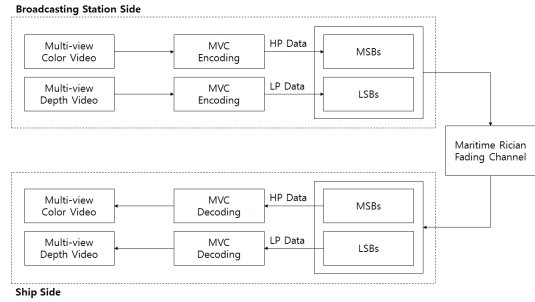 Broadcasting Station Side
Multi-view
Color Video
MVC
Encoding
HP Data
MSBs
Multi-view
Depth Video
MVC
Encoding
LP Data
LSBs
Maritime Rician
Fading Channel
Multi-view
Color Video
MVC
Decoding
HP Data
MSBs
Multi-view
Depth Video
MVC
Decoding
LP Data
LSBs
Ship Side